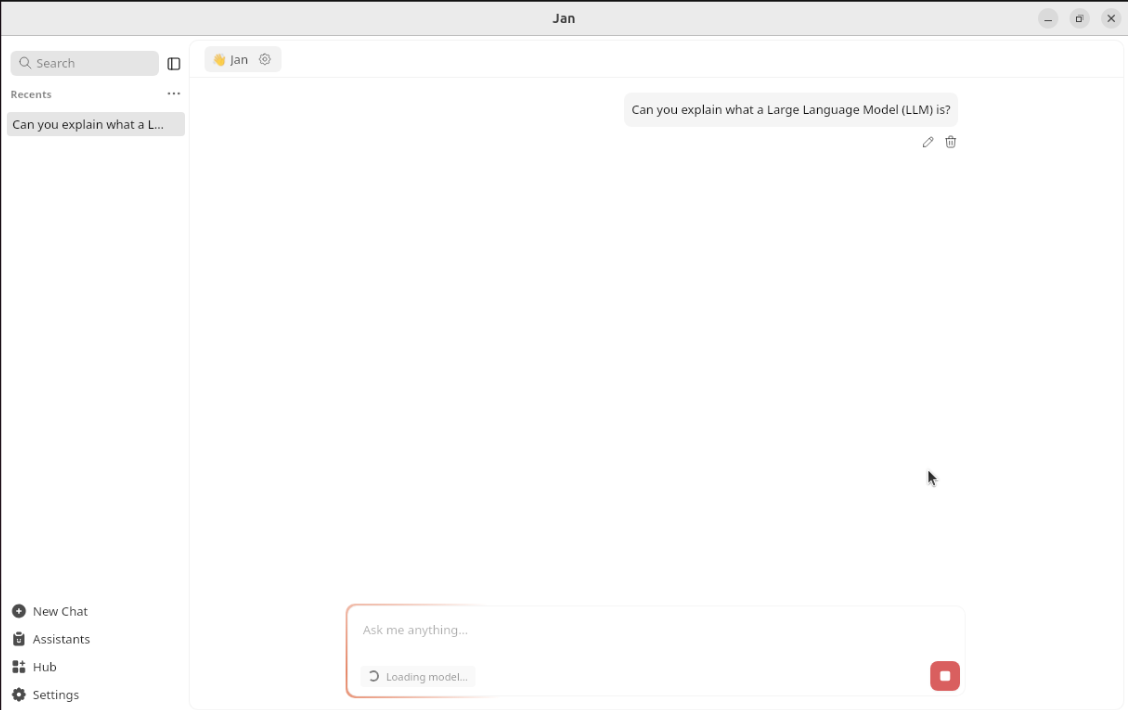 Jan
Search
Recents
Can you explain what a L...
New Chat
Assistants
Hub
Settings
👋 Jan
Can you explain what a Large Language Model (LLM) is?
Ask me anything...
Loading model...